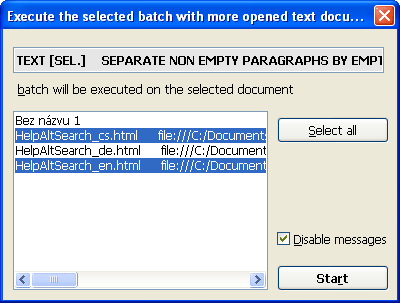 Execute the selected batch with more opened text docu...
TEXT [SEL.] SEPARATE NON EMPTY PARAGRAPHS BY EMPT
batch will be executed on the selected document
Bez názvu 1
HelpAltSearch_cs.html file:///C:/Documents
HelpAltSearch_de.html file:///C:/Documents
HelpAltSearch_en.html file:///C:/Documents
Select all
Disable messages
Start